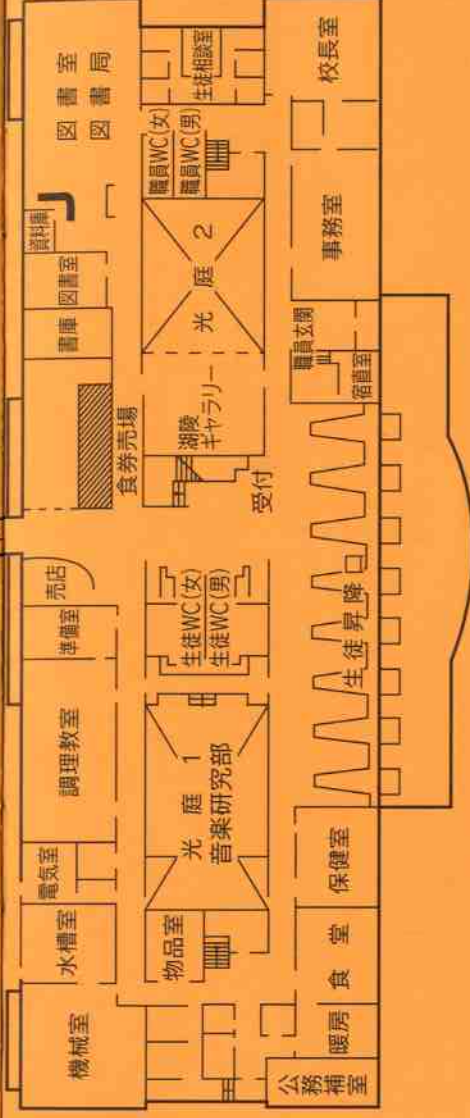 機械室
水槽室
電気室
調理教室
準備室
売店
食券売場
書庫
図書室
資料庫
図書室
図書局
物品室
光庭 1
音楽研究部
生徒WC(女)
生徒WC(男)
湖陵
ギャラリー
光庭 2
職員WC(女)
職員WC(男)
生徒相談室
受付
公務補室
暖房
食堂
保健室
生徒昇降口
宿直室
職員玄関
事務室
校長室